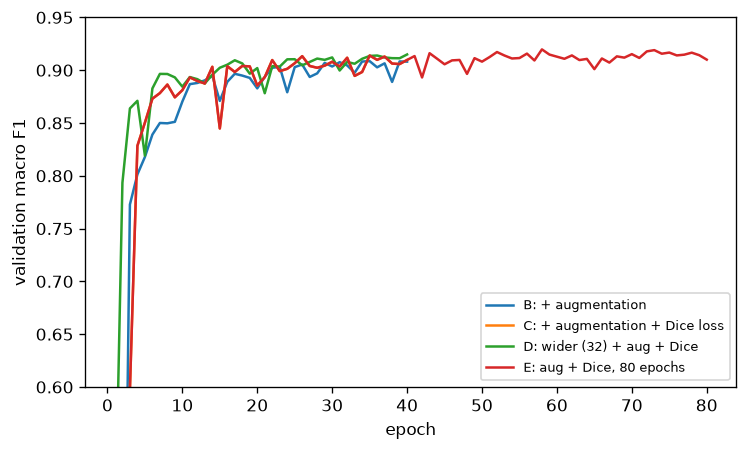 0.95
0.90
0.85
0.80
0.75
0.70
0.65
0.60
validation macro F1
B: + augmentation
C: + augmentation + Dice loss
D: wider (32) + aug + Dice
E: aug + Dice, 80 epochs
0 10 20 30 40 50 60 70 80
epoch